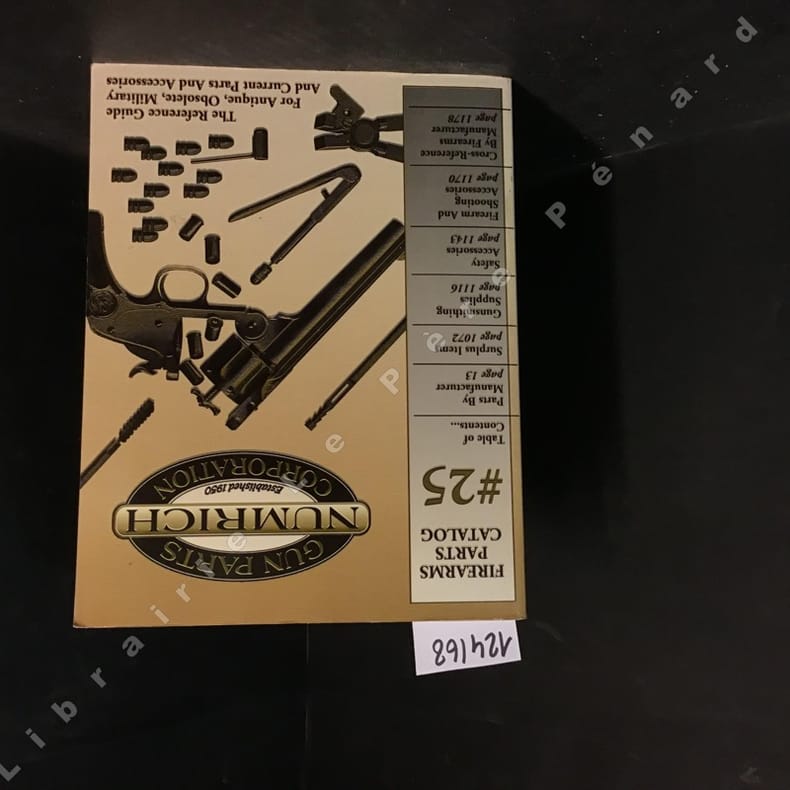 FIREARMS
PARTS
CATALOG
#25
Table of
Contents...
Parts By
Manufacturer
page 13
Surplus Items
page 1072
Gunsmithing
Supplies
page 1116
Safety
Accessories
page 1143
Firearm And
Shooting
Accessories
page 1170
Cross-Reference
By Firearms
Manufacturer
page 1178
GUN PARTS
NUMRICH
Established 1950
CORPORATION
The Reference Guide
For Antique, Obsolete, Military
And Current Parts And Accessories
124168
Librairie Le Père Pénard